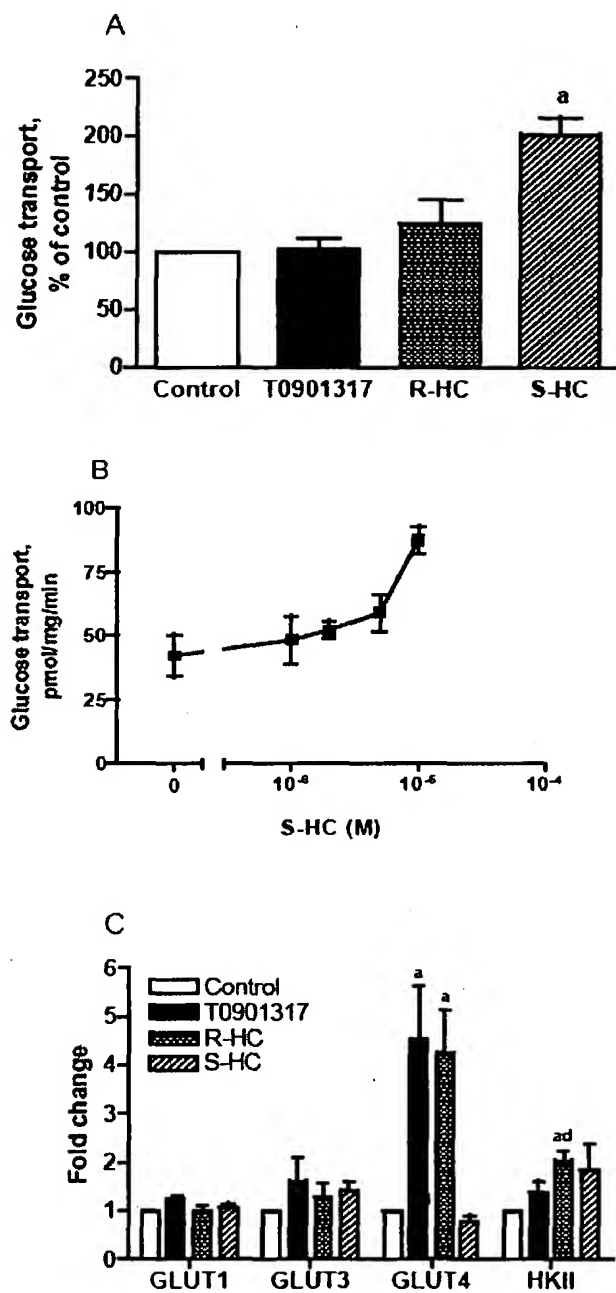 A
Glucose transport,
% of control
250
200
150
100
50
0
a
Control T0901317 R-HC S-HC
B
Glucose transport,
pmol/mg/min
100
75
50
25
0
0 10⁻⁶ 10⁻⁵ 10⁻⁴
S-HC (M)
C
Fold change
6
5
4
3
2
1
0
Control
T0901317
R-HC
S-HC
a a
ad
GLUT1 GLUT3 GLUT4 HKII